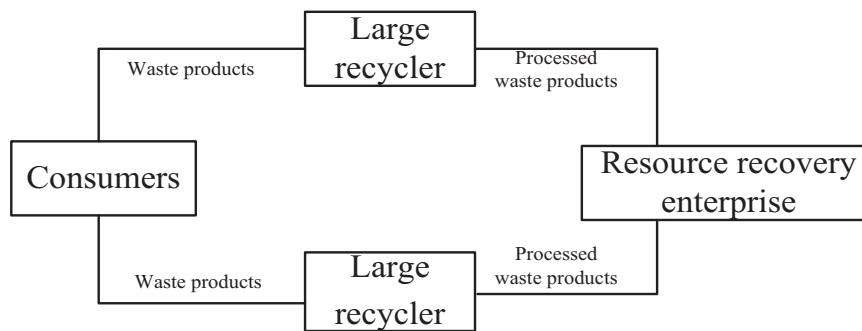 Large
recycler
Waste products
Processed
waste products
Consumers
Resource recovery
enterprise
Waste products
Large
recycler
Processed
waste products